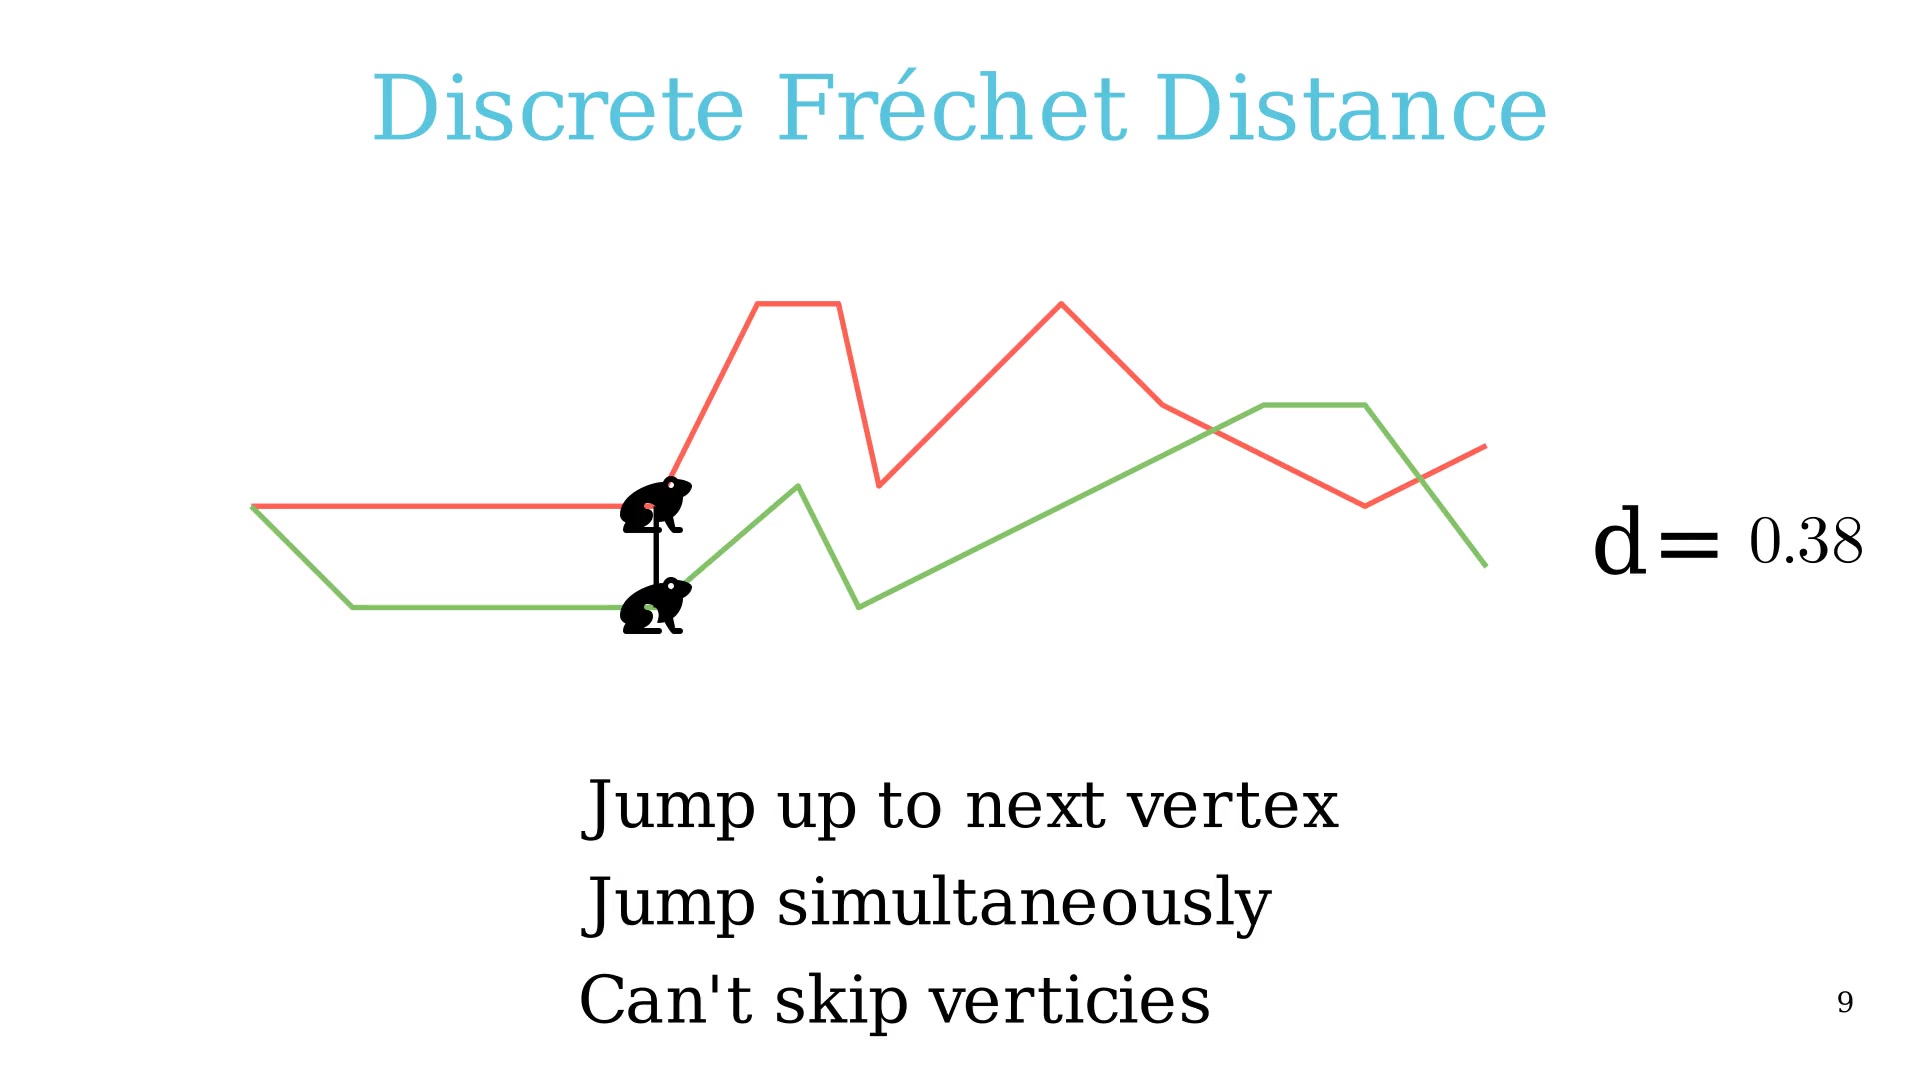 Discrete Fréchet Distance
d= 0.38
Jump up to next vertex
Jump simultaneously
Can't skip verticies
9